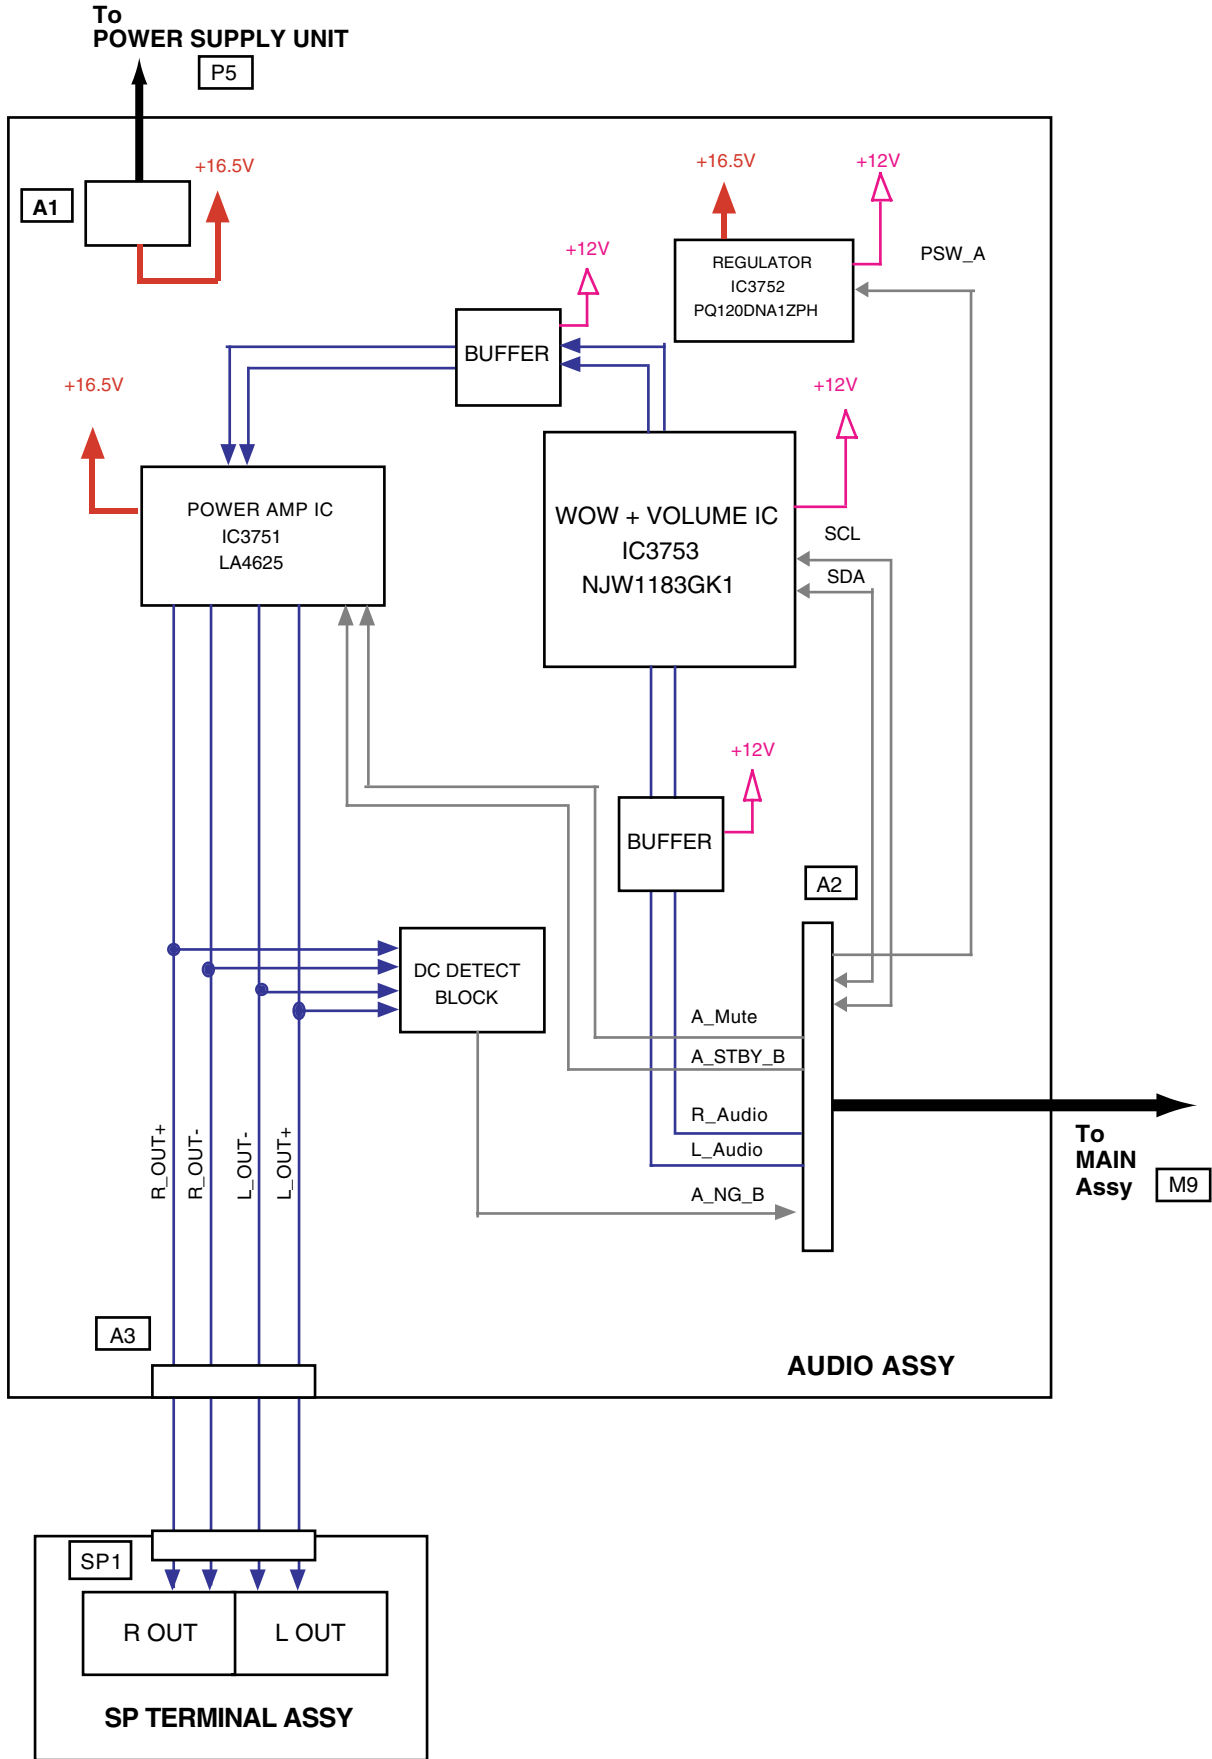 To
POWER SUPPLY UNIT
P5
A1
+16.5V
+16.5V
+12V
PSW_A
REGULATOR
IC3752
PQ120DNA1ZPH
+12V
BUFFER
+16.5V
+12V
POWER AMP IC
IC3751
LA4625
WOW + VOLUME IC
IC3753
NJW1183GK1
SCL
SDA
+12V
BUFFER
A2
DC DETECT
BLOCK
A_Mute
A_STBY_B
R_Audio
L_Audio
A_NG_B
To
MAIN
Assy
M9
R_OUT+
R_OUT-
L_OUT-
L_OUT+
A3
AUDIO ASSY
SP1
R OUT
L OUT
SP TERMINAL ASSY